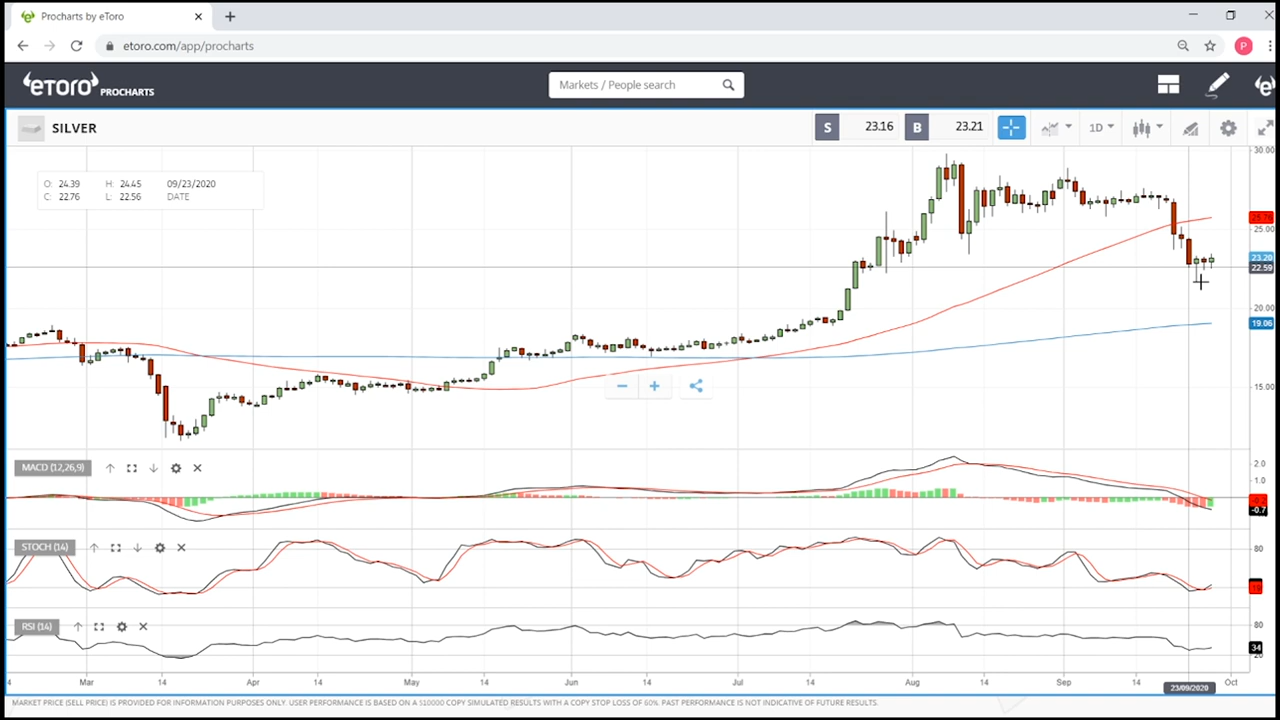 Procharts by eToro
etoro.com/app/procharts
P
eToro PROCHARTS
Markets / People search
SILVER
S 23.16 B 23.21
1D
O: 24.39 H: 24.45 09/23/2020
C: 22.76 L: 22.56 DATE
30.00
25.00
23.20
22.59
20.00
19.06
15.00
MACD (12,26,9)
2.0
1.0
-0.7
STOCH (14)
80
RSI (14)
80
34
Mar 14 Apr 14 May 14 Jun 14 Jul 14 Aug 14 Sep 14 Oct
23/09/2020
MARKET PRICE (SELL PRICE) IS PROVIDED FOR INFORMATION PURPOSES ONLY. USER PERFORMANCE IS BASED ON A $10000 COPY SIMULATED RESULTS WITH A COPY STOP LOSS OF 60%. PAST PERFORMANCE IS NOT INDICATIVE OF FUTURE RESULTS.